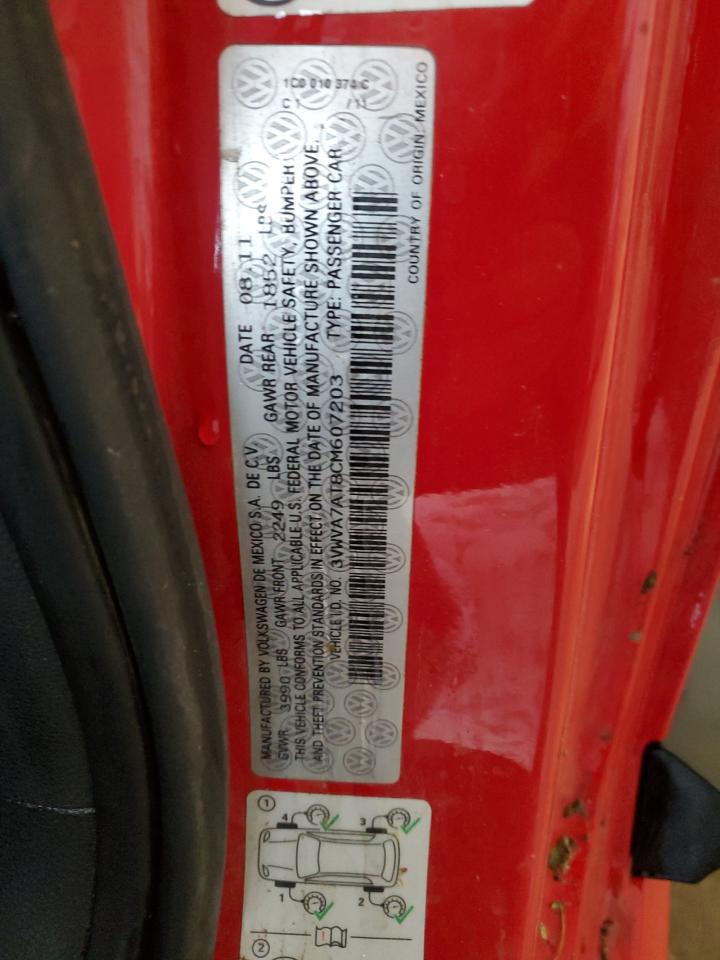 1C0 010 374 C
C 1 /11
MANUFACTURED BY VOLKSWAGEN DE MEXICO S.A. DE C.V. DATE 08.11
GVWR 3990 LBS GAWR FRONT 2249 LBS GAWR REAR 1852 LBS
THIS VEHICLE CONFORMS TO ALL APPLICABLE U.S. FEDERAL MOTOR VEHICLE SAFETY, BUMPER
AND THEFT PREVENTION STANDARDS IN EFFECT ON THE DATE OF MANUFACTURE SHOWN ABOVE.
VEHICLE I.D. NO. 3VWVA7AT8CM607203 TYPE: PASSENGER CAR
COUNTRY OF ORIGIN: MEXICO
1
4 3
1 2
1
2